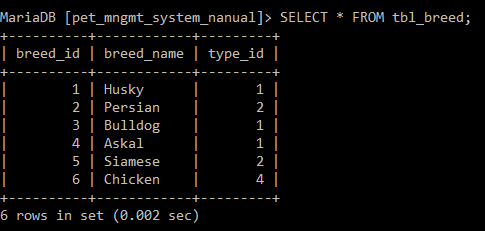 MariaDB [pet_mngmt_system_nanual]> SELECT * FROM tbl_breed;
+----------+------------+---------+
| breed_id | breed_name | type_id |
+----------+------------+---------+
|        1 | Husky      |       1 |
|        2 | Persian    |       2 |
|        3 | Bulldog    |       1 |
|        4 | Askal      |       1 |
|        5 | Siamese    |       2 |
|        6 | Chicken    |       4 |
+----------+------------+---------+
6 rows in set (0.002 sec)